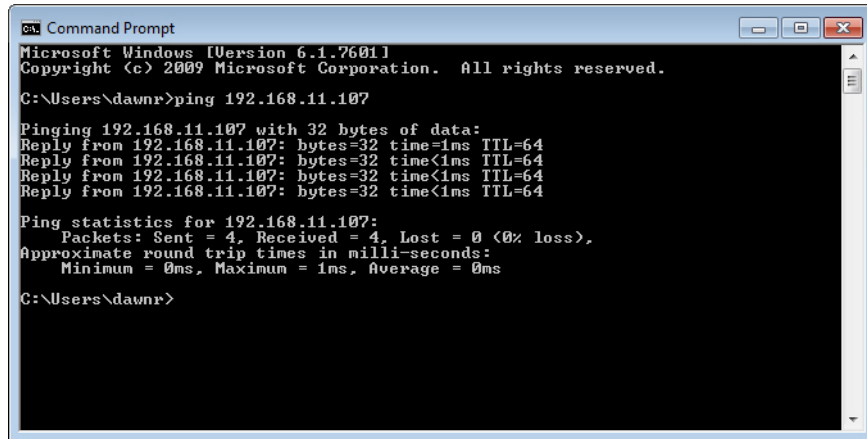 Command Prompt
Microsoft Windows [Version 6.1.7601]
Copyright (c) 2009 Microsoft Corporation.  All rights reserved.
C:\Users\dawnr>ping 192.168.11.107
Pinging 192.168.11.107 with 32 bytes of data:
Reply from 192.168.11.107: bytes=32 time=1ms TTL=64
Reply from 192.168.11.107: bytes=32 time<1ms TTL=64
Reply from 192.168.11.107: bytes=32 time<1ms TTL=64
Reply from 192.168.11.107: bytes=32 time<1ms TTL=64
Ping statistics for 192.168.11.107:
    Packets: Sent = 4, Received = 4, Lost = 0 (0% loss),
Approximate round trip times in milli-seconds:
    Minimum = 0ms, Maximum = 1ms, Average = 0ms
C:\Users\dawnr>